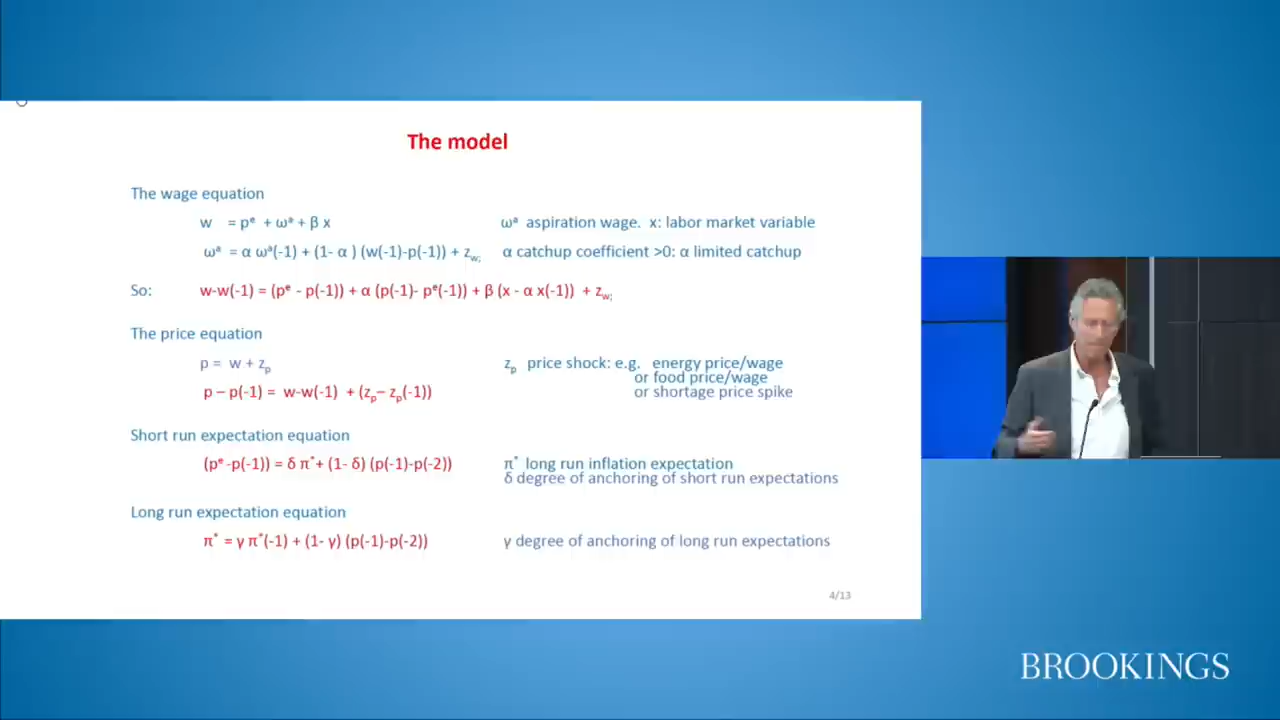 The model
The wage equation
w = pᵉ + ωᵃ + β x ωᵃ aspiration wage. x: labor market variable
ωᵃ = α ωᵃ(-1) + (1- α ) (w(-1)-p(-1)) + z_w; α catchup coefficient >0: α limited catchup
So: w-w(-1) = (pᵉ - p(-1)) + α (p(-1)- pᵉ(-1)) + β (x - α x(-1)) + z_w;
The price equation
p = w + z_p z_p price shock: e.g. energy price/wage
or food price/wage
p – p(-1) = w-w(-1) + (z_p– z_p(-1)) or shortage price spike
Short run expectation equation
(pᵉ-p(-1)) = δ π*+ (1- δ) (p(-1)-p(-2)) π* long run inflation expectation
δ degree of anchoring of short run expectations
Long run expectation equation
π* = γ π*(-1) + (1- γ) (p(-1)-p(-2)) γ degree of anchoring of long run expectations
4/13
BROOKINGS